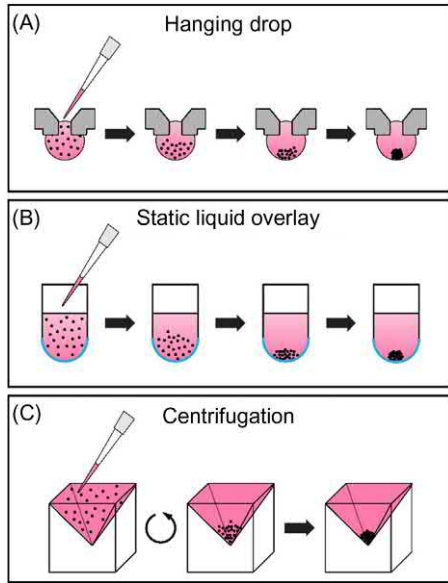 (A)
Hanging drop
(B)
Static liquid overlay
(C)
Centrifugation